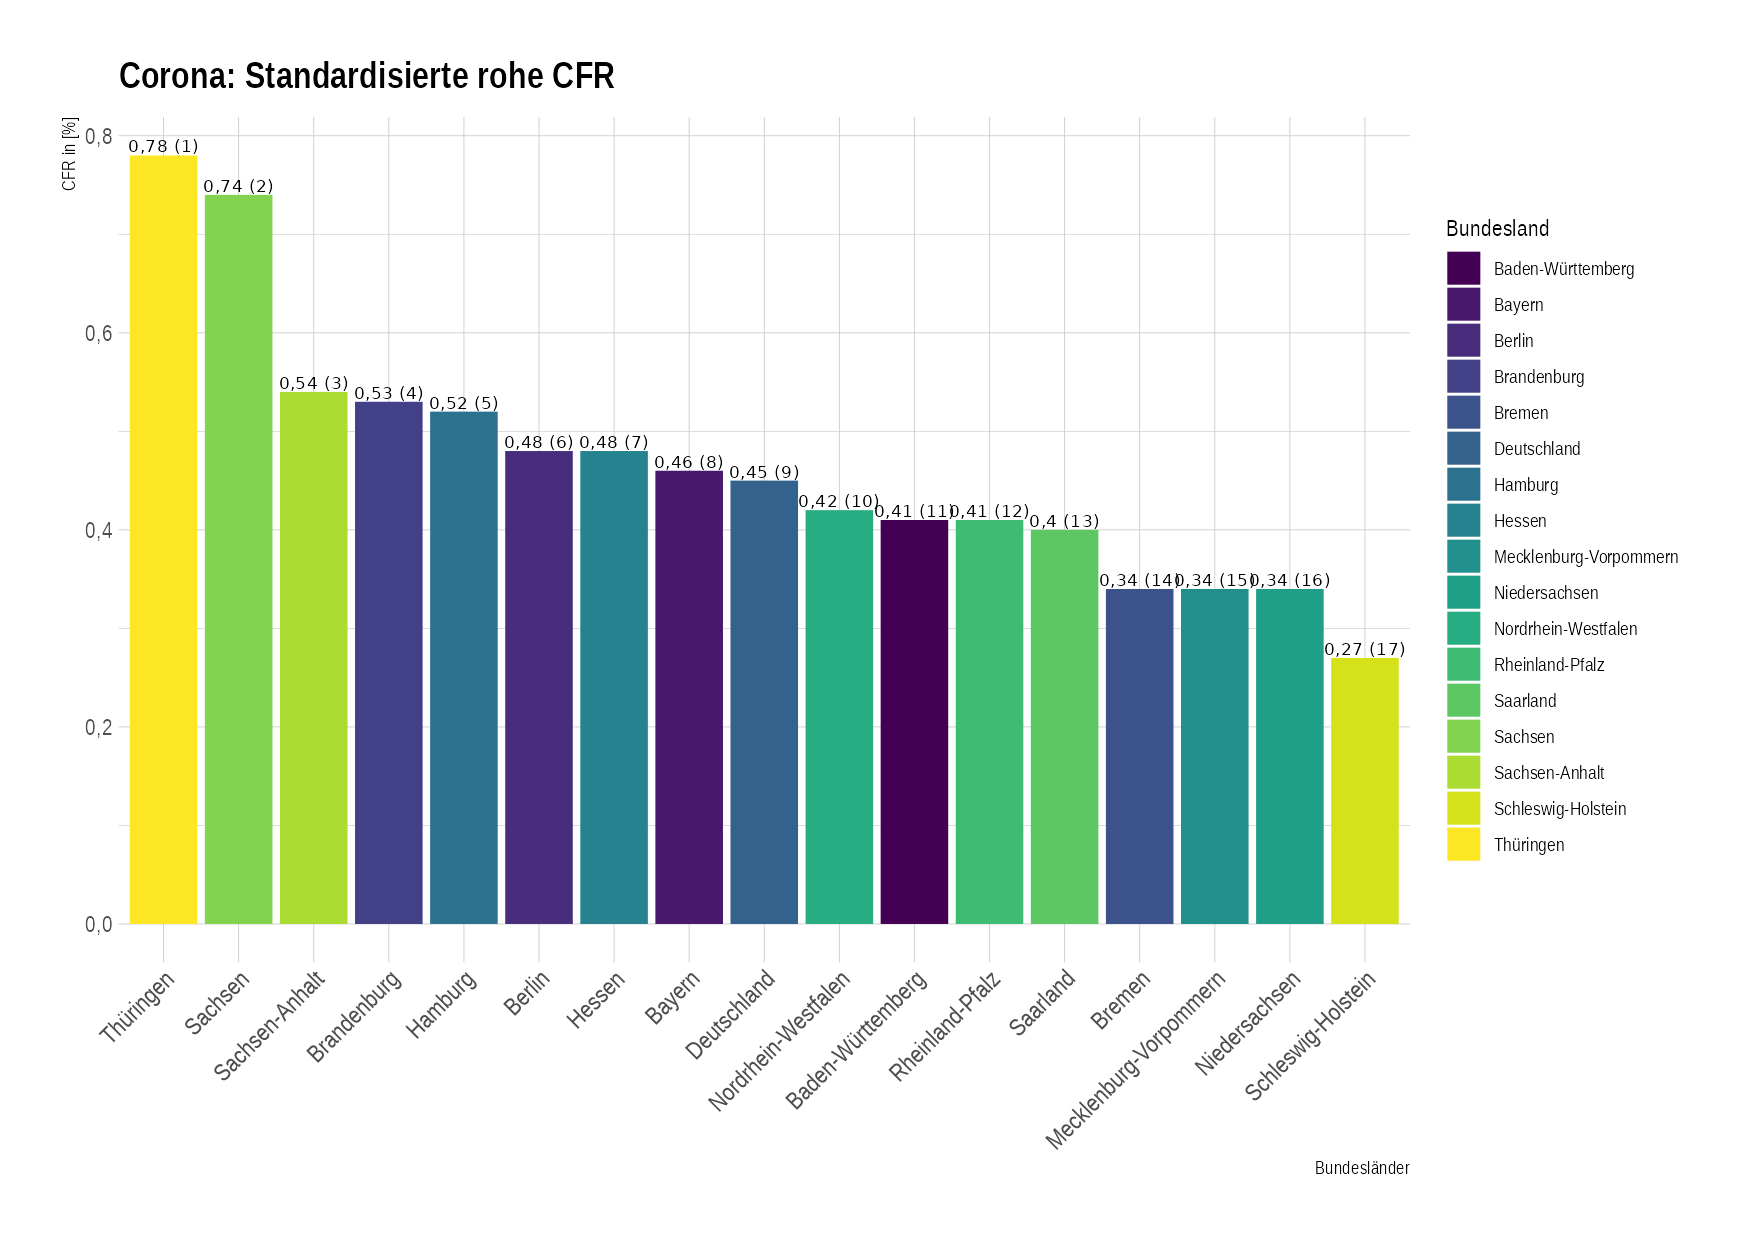 Corona: Standardisierte rohe CFR
CFR in [%]
0,8
0,6
0,4
0,2
0,0
0,78 (1)
0,74 (2)
0,54 (3)
0,53 (4)
0,52 (5)
0,48 (6)
0,48 (7)
0,46 (8)
0,45 (9)
0,42 (10)
0,41 (11)
0,41 (12)
0,4 (13)
0,34 (14)
0,34 (15)
0,34 (16)
0,27 (17)
Thüringen
Sachsen
Sachsen-Anhalt
Brandenburg
Hamburg
Berlin
Hessen
Bayern
Deutschland
Nordrhein-Westfalen
Baden-Württemberg
Rheinland-Pfalz
Saarland
Bremen
Mecklenburg-Vorpommern
Niedersachsen
Schleswig-Holstein
Bundesländer
Bundesland
Baden-Württemberg
Bayern
Berlin
Brandenburg
Bremen
Deutschland
Hamburg
Hessen
Mecklenburg-Vorpommern
Niedersachsen
Nordrhein-Westfalen
Rheinland-Pfalz
Saarland
Sachsen
Sachsen-Anhalt
Schleswig-Holstein
Thüringen